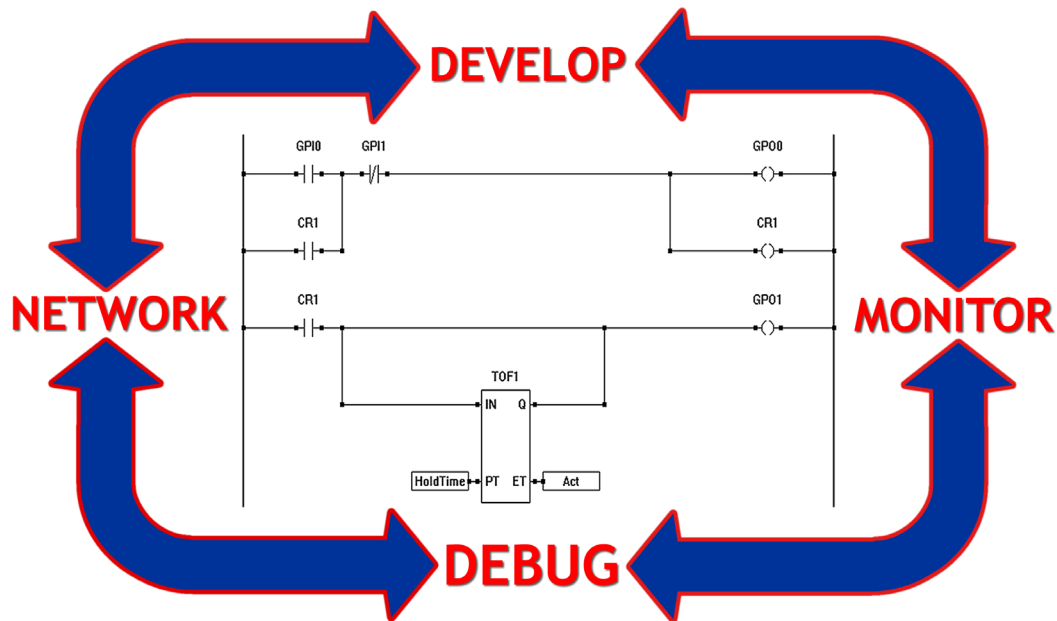 DEVELOP
GPI0 GPI1 GPO0
CR1 CR1
NETWORK
CR1 GPO1
MONITOR
TOF1
IN Q
HoldTime PT ET Act
DEBUG